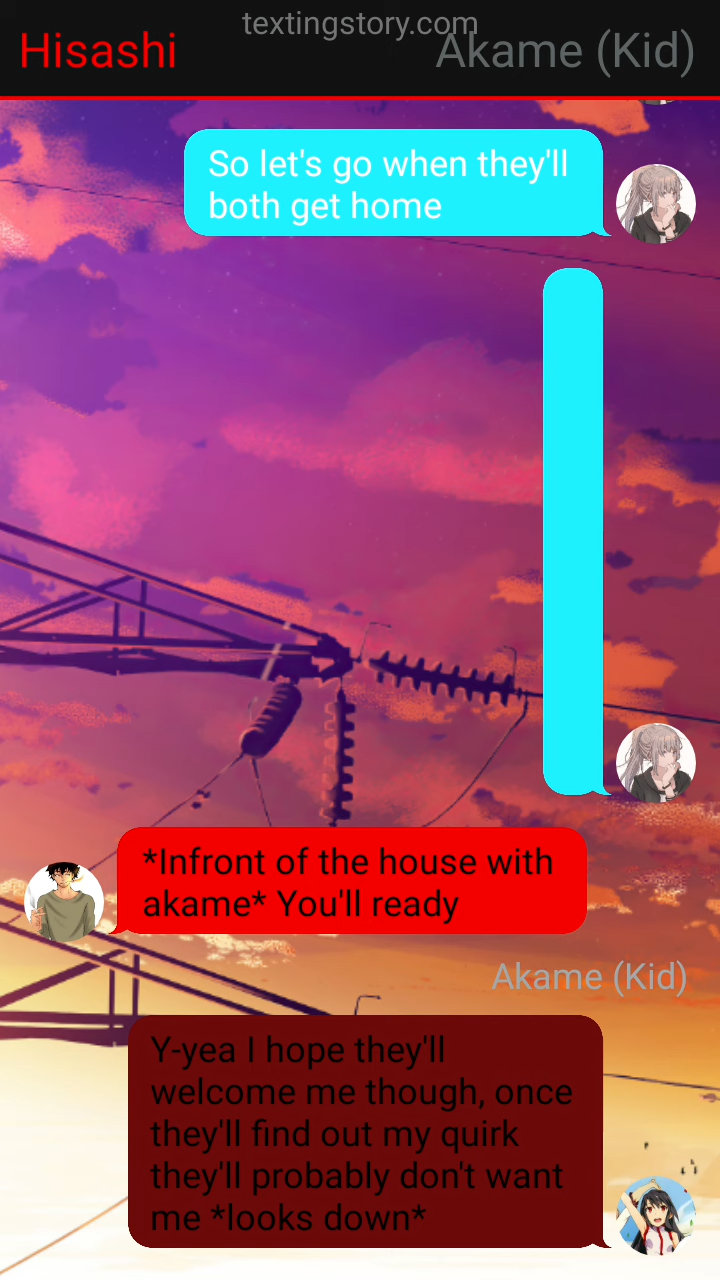 textingstory.com
Hisashi
Akame (Kid)
So let's go when they'll
both get home
*Infront of the house with
akame* You'll ready
Akame (Kid)
Y-yea I hope they'll
welcome me though, once
they'll find out my quirk
they'll probably don't want
me *looks down*